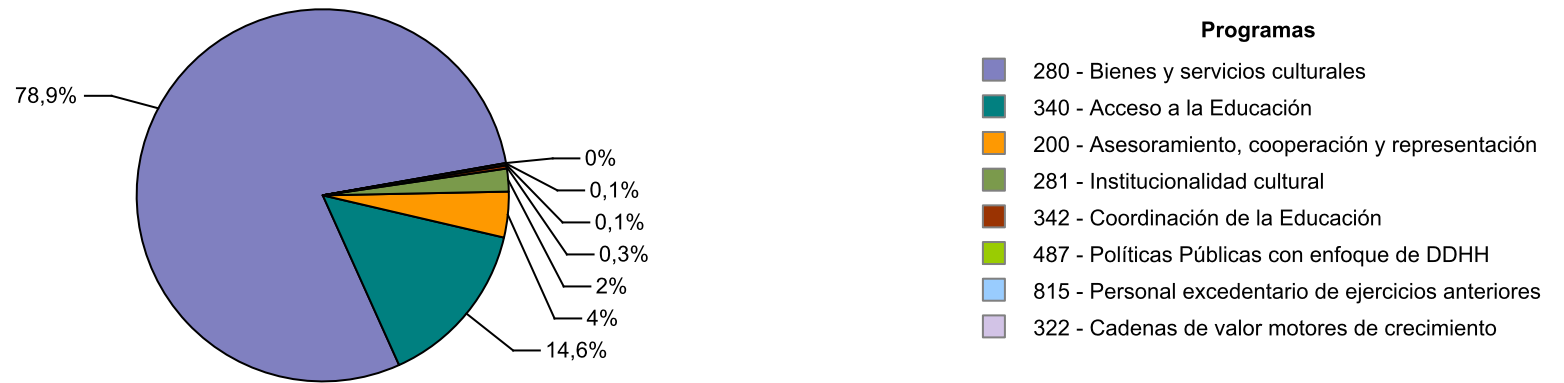 78,9%
0%
0,1%
0,1%
0,3%
2%
4%
14,6%
Programas
280 - Bienes y servicios culturales
340 - Acceso a la Educación
200 - Asesoramiento, cooperación y representación
281 - Institucionalidad cultural
342 - Coordinación de la Educación
487 - Políticas Públicas con enfoque de DDHH
815 - Personal excedentario de ejercicios anteriores
322 - Cadenas de valor motores de crecimiento